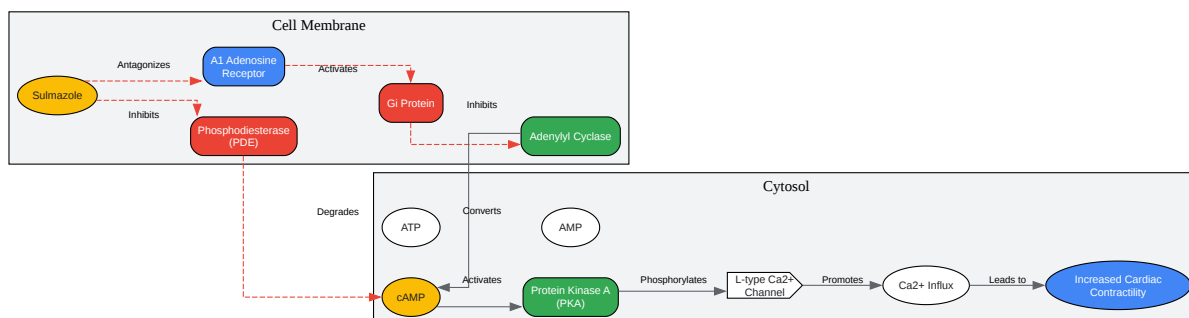 Cell Membrane
A1 Adenosine
Receptor
Antagonizes
Activates
Sulmazole
Gi Protein
Inhibits
Inhibits
Phosphodiesterase
(PDE)
Adenylyl Cyclase
Cytosol
Degrades
Converts
ATP
AMP
Activates
Phosphorylates
L-type Ca2+
Channel
Promotes
Leads to
cAMP
Protein Kinase A
(PKA)
Ca2+ Influx
Increased Cardiac
Contractility